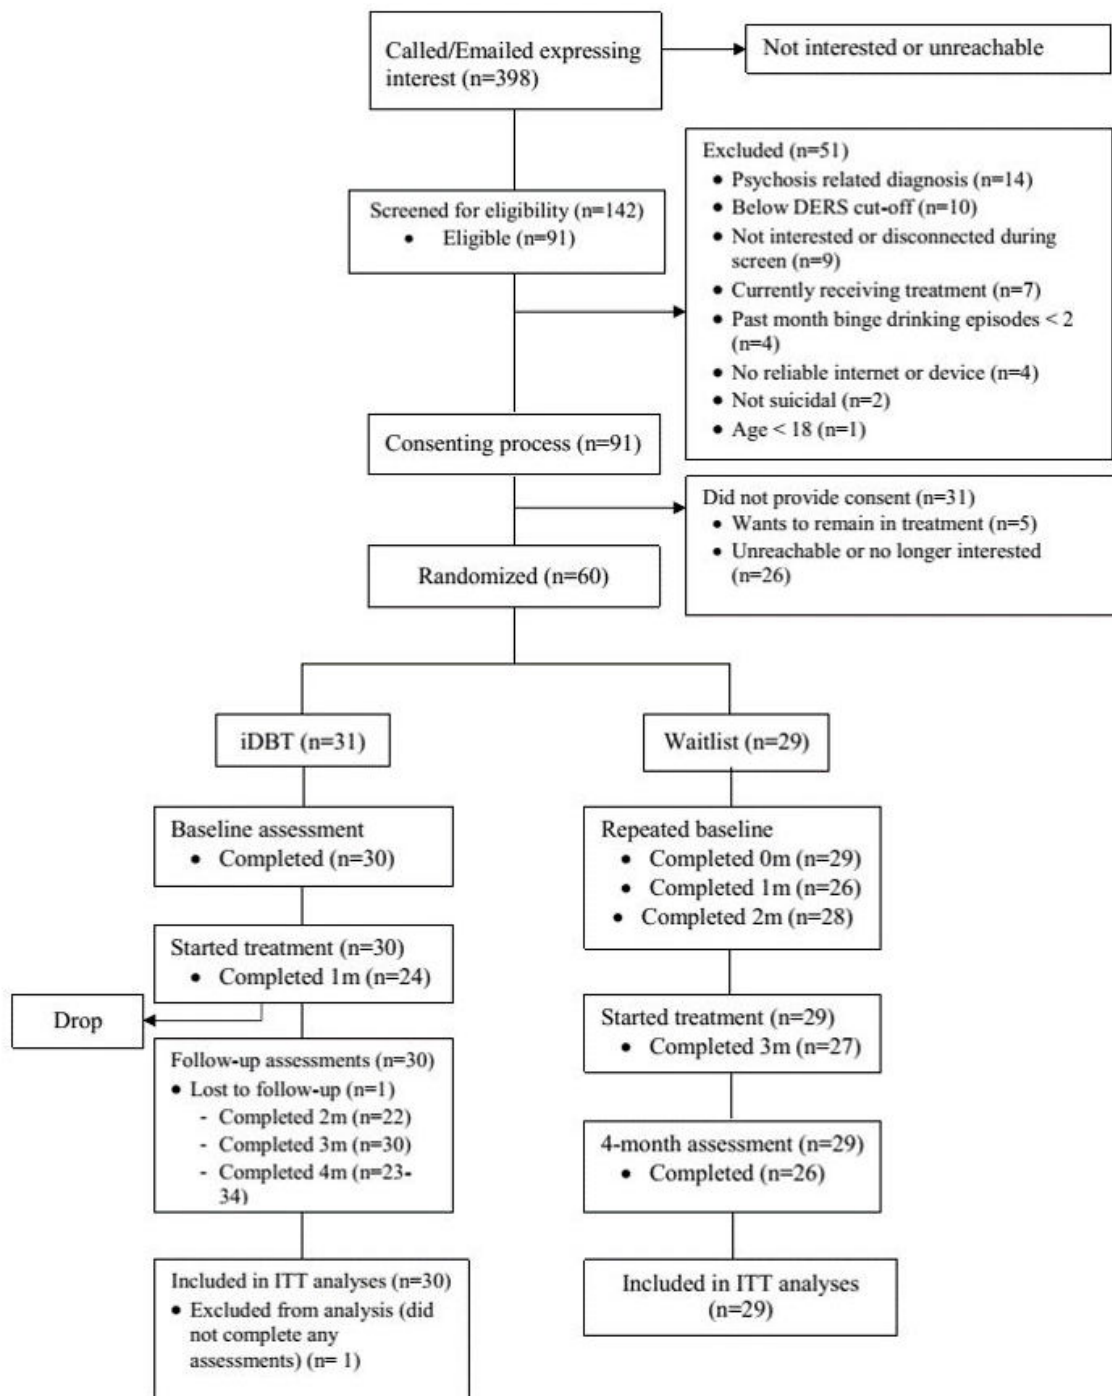 Called/Emailed expressing
interest (n=398)
Not interested or unreachable
Excluded (n=51)
• Psychosis related diagnosis (n=14)
• Below DERS cut-off (n=10)
• Not interested or disconnected during
screen (n=9)
• Currently receiving treatment (n=7)
• Past month binge drinking episodes < 2
(n=4)
• No reliable internet or device (n=4)
• Not suicidal (n=2)
• Age < 18 (n=1)
Screened for eligibility (n=142)
• Eligible (n=91)
Consenting process (n=91)
Did not provide consent (n=31)
• Wants to remain in treatment (n=5)
• Unreachable or no longer interested
(n=26)
Randomized (n=60)
iDBT (n=31)
Waitlist (n=29)
Baseline assessment
• Completed (n=30)
Repeated baseline
• Completed 0m (n=29)
• Completed 1m (n=26)
• Completed 2m (n=28)
Started treatment (n=30)
• Completed 1m (n=24)
Drop
Started treatment (n=29)
• Completed 3m (n=27)
Follow-up assessments (n=30)
• Lost to follow-up (n=1)
- Completed 2m (n=22)
- Completed 3m (n=30)
- Completed 4m (n=23-
34)
4-month assessment (n=29)
• Completed (n=26)
Included in ITT analyses (n=30)
• Excluded from analysis (did
not complete any
assessments) (n= 1)
Included in ITT analyses
(n=29)